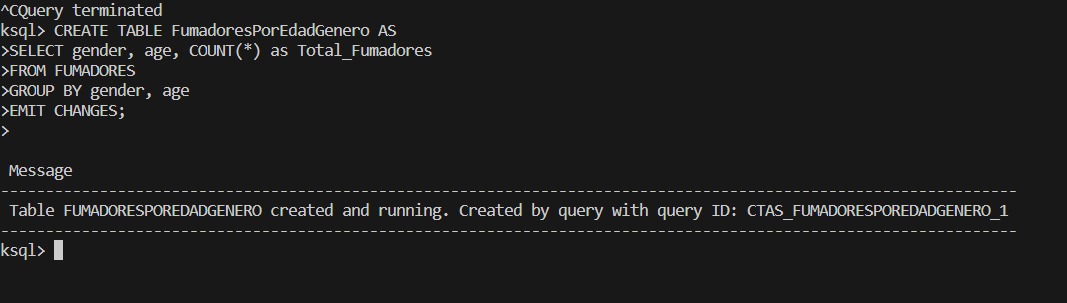 ^CQuery terminated
ksql> CREATE TABLE FumadoresPorEdadGenero AS
>SELECT gender, age, COUNT(*) as Total_Fumadores
>FROM FUMADORES
>GROUP BY gender, age
>EMIT CHANGES;
>
Message
----------------------------------------------------------------------------------------------------------------
Table FUMADORESPOREDADGENERO created and running. Created by query with query ID: CTAS_FUMADORESPOREDADGENERO_1
----------------------------------------------------------------------------------------------------------------
ksql>